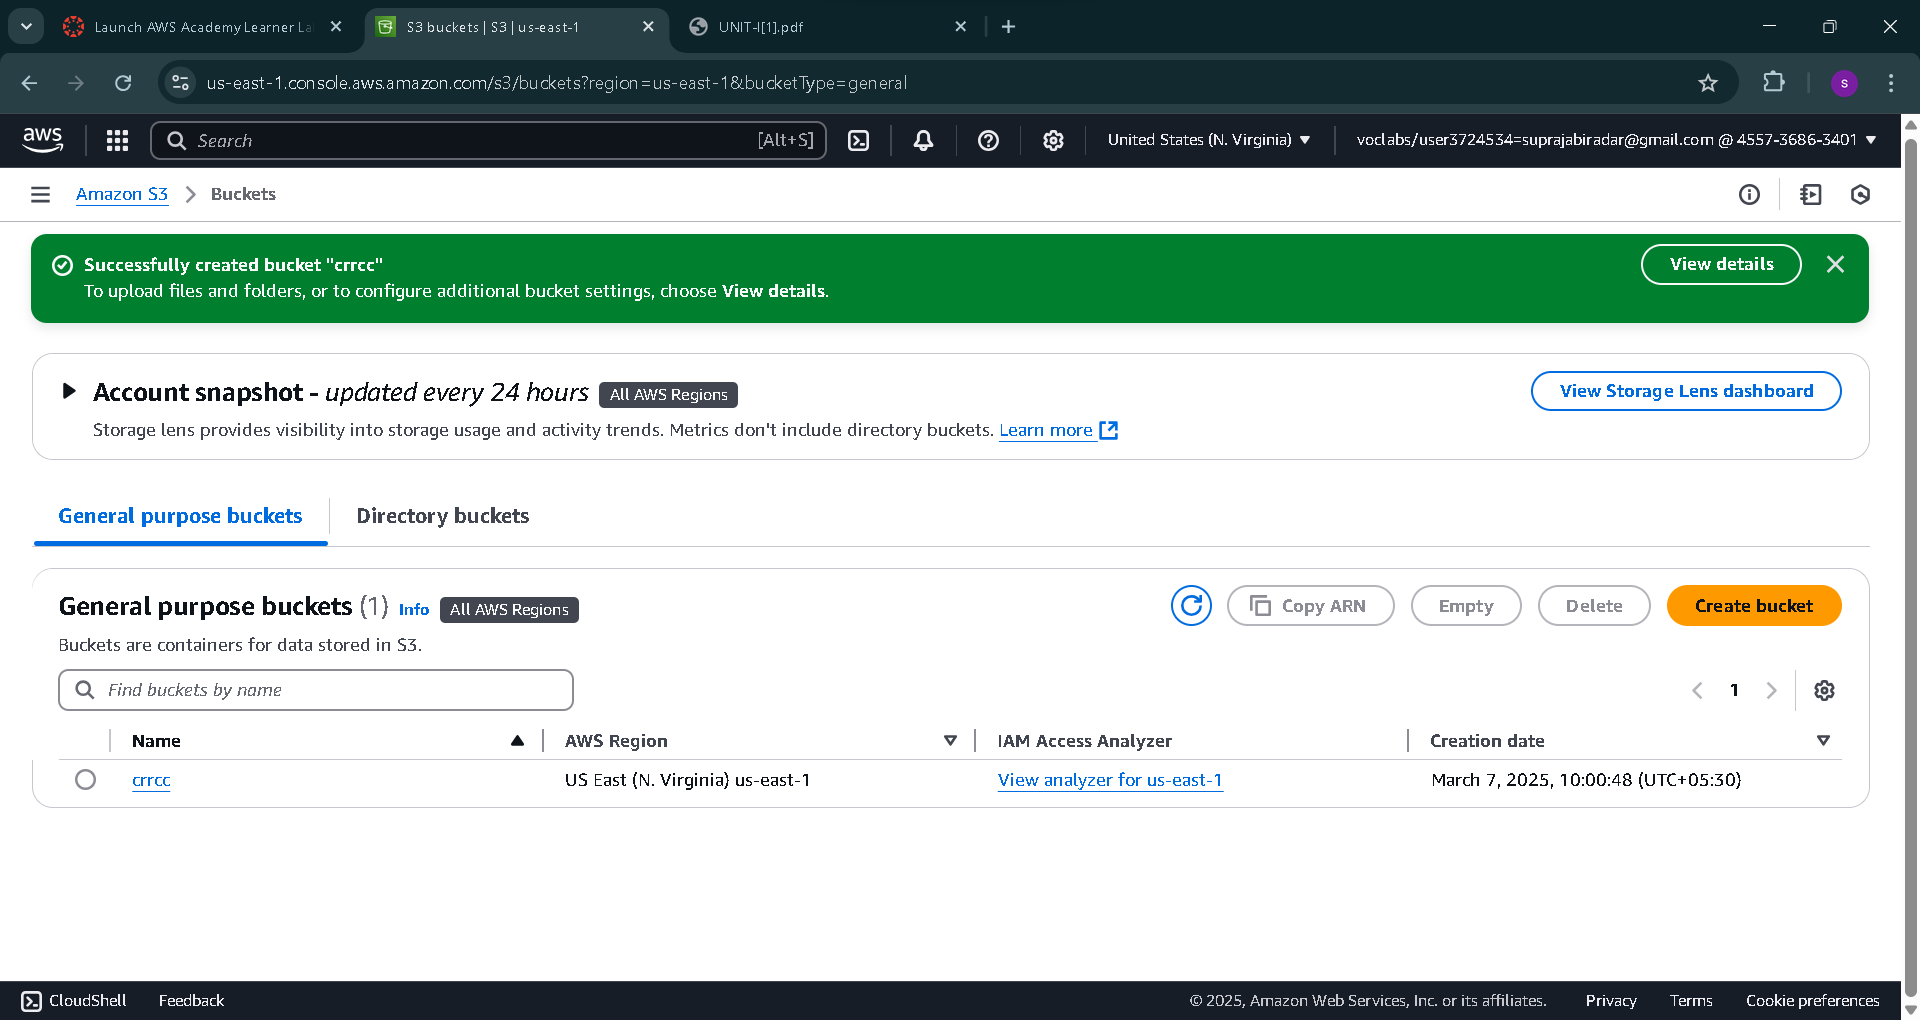 Launch AWS Academy Learner La
S3 buckets | S3 | us-east-1
UNIT-I[1].pdf
us-east-1.console.aws.amazon.com/s3/buckets?region=us-east-1&bucketType=general
s
aws
Search
[Alt+S]
United States (N. Virginia)
voclabs/user3724534=suprajabiradar@gmail.com @ 4557-3686-3401
Amazon S3
Buckets
Successfully created bucket "crrcc"
To upload files and folders, or to configure additional bucket settings, choose View details.
View details
Account snapshot - updated every 24 hours
All AWS Regions
View Storage Lens dashboard
Storage lens provides visibility into storage usage and activity trends. Metrics don't include directory buckets. Learn more
General purpose buckets
Directory buckets
General purpose buckets (1)
Info
All AWS Regions
Copy ARN
Empty
Delete
Create bucket
Buckets are containers for data stored in S3.
Find buckets by name
1
Name
AWS Region
IAM Access Analyzer
Creation date
crrcc
US East (N. Virginia) us-east-1
View analyzer for us-east-1
March 7, 2025, 10:00:48 (UTC+05:30)
CloudShell
Feedback
© 2025, Amazon Web Services, Inc. or its affiliates.
Privacy
Terms
Cookie preferences